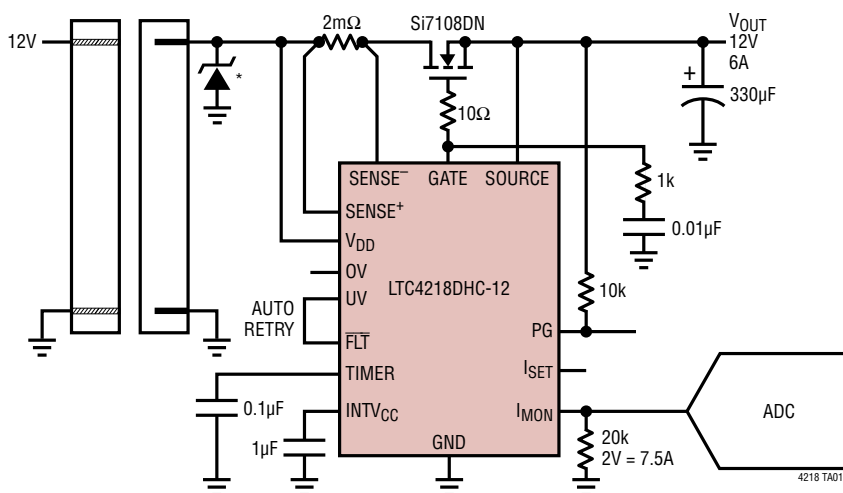 12V
*
2mΩ
Si7108DN
VOUT
12V
6A
+
330µF
10Ω
1k
0.01µF
SENSE–
GATE
SOURCE
SENSE+
VDD
OV
UV
AUTO
RETRY
FLT
LTC4218DHC-12
10k
PG
TIMER
ISET
0.1µF
INTVCC
IMON
ADC
1µF
GND
20k
2V = 7.5A
4218 TA01